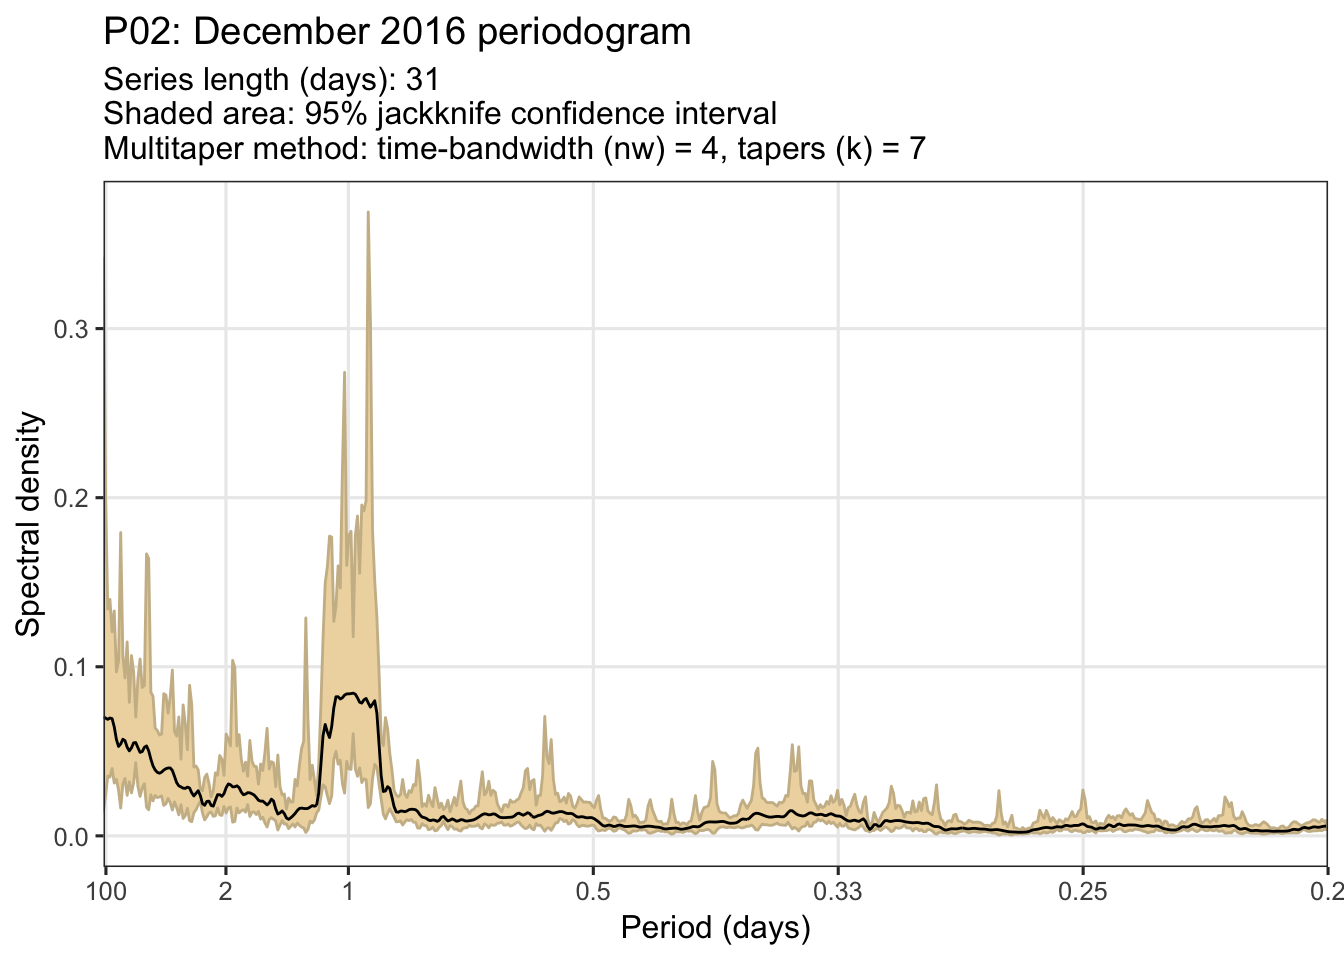 P02: December 2016 periodogram
Series length (days): 31
Shaded area: 95% jackknife confidence interval
Multitaper method: time-bandwidth (nw) = 4, tapers (k) = 7
Spectral density
0.3
0.2
0.1
0.0
100 2 1 0.5 0.33 0.25 0.2
Period (days)